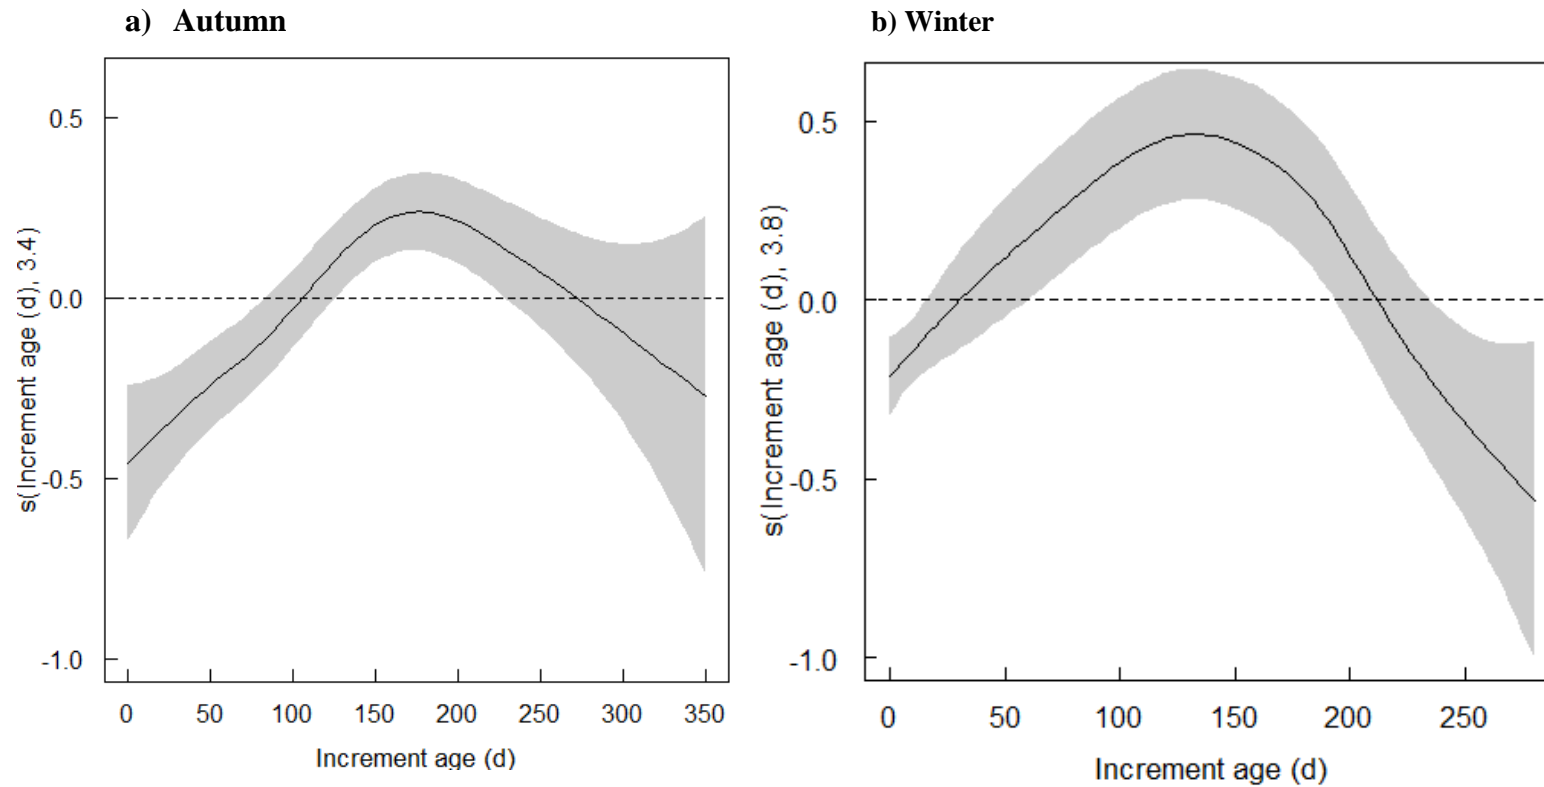 a) Autumn
s(Increment age (d), 3.4)
0.5
0.0
-0.5
-1.0
0 50 100 150 200 250 300 350
Increment age (d)
b) Winter
s(Increment age (d), 3.8)
0.5
0.0
-0.5
-1.0
0 50 100 150 200 250
Increment age (d)